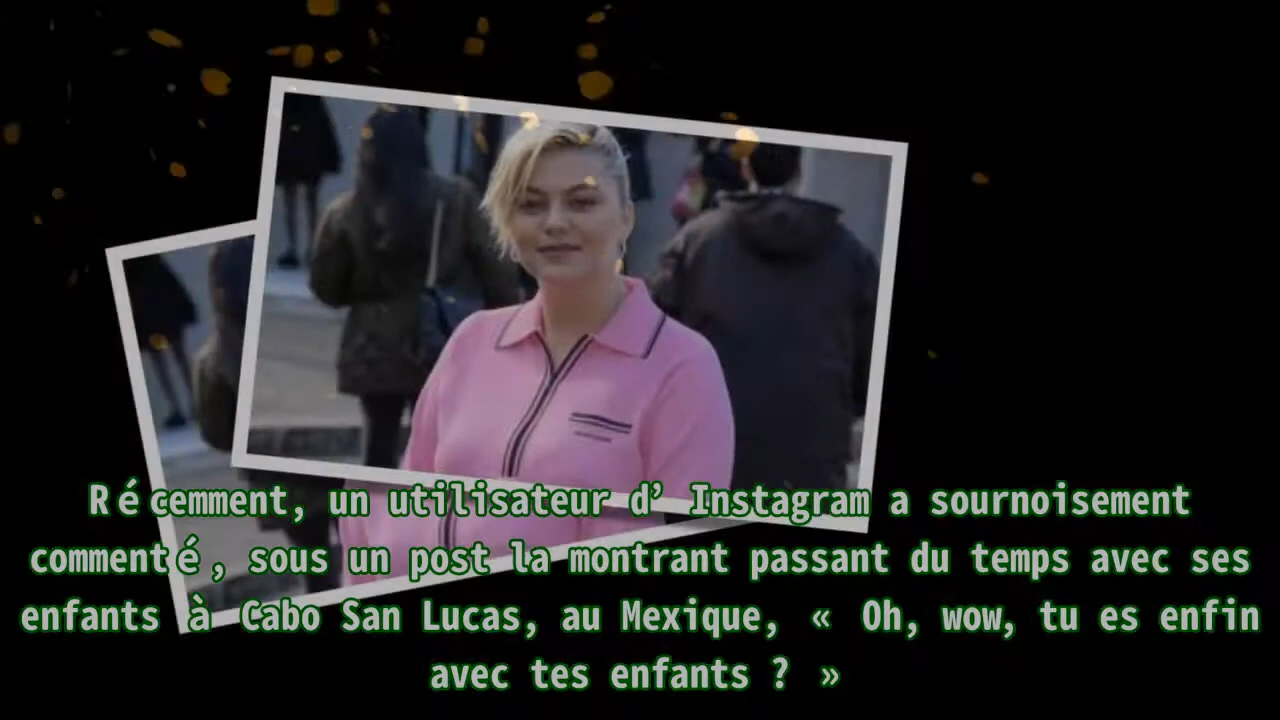 Récemment, un utilisateur d’ Instagram a sournoisement
commenté, sous un post la montrant passant du temps avec ses
enfants à Cabo San Lucas, au Mexique, « Oh, wow, tu es enfin
avec tes enfants ? »